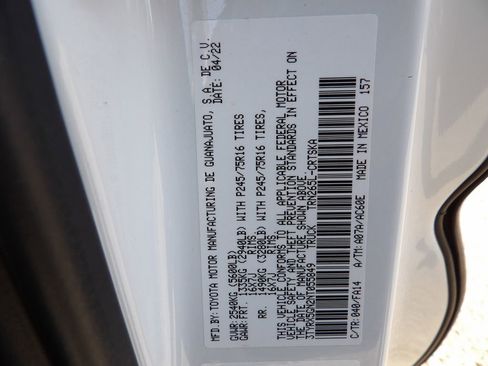 MFD.BY:TOYOTA MOTOR MANUFACTURING DE GUANAJUATO, S.A. DE C.V.
DATE: 04/22
GVWR:2540KG(5600LB)
GAWR:FRT. 1335KG(2940LB) WITH P245/75R16 TIRES,
16X7J RIMS,
RR. 1490KG(3280LB) WITH P245/75R16 TIRES,
16X7J RIMS,
THIS VEHICLE CONFORMS TO ALL APPLICABLE FEDERAL MOTOR
VEHICLE SAFETY AND THEFT PREVENTION STANDARDS IN EFFECT ON
THE DATE OF MANUFACTURE SHOWN ABOVE.
3TYRX5GN2NT055849 TRUCK TRN265L-CRTSKA
C/TR:040/FA14 A/TM:A07A/AC60E MADE IN MEXICO 157